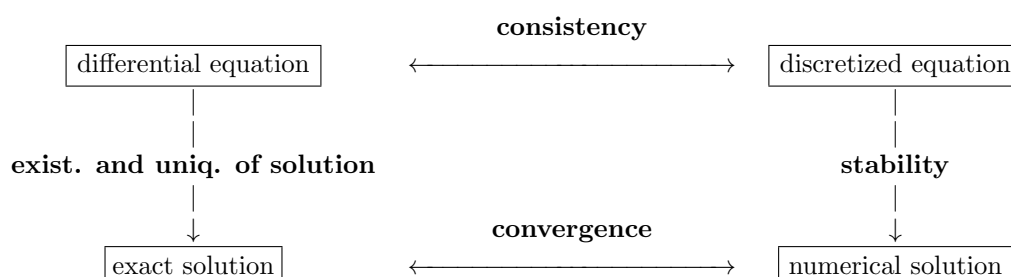 consistency
differential equation
discretized equation
exist. and uniq. of solution
stability
convergence
exact solution
numerical solution